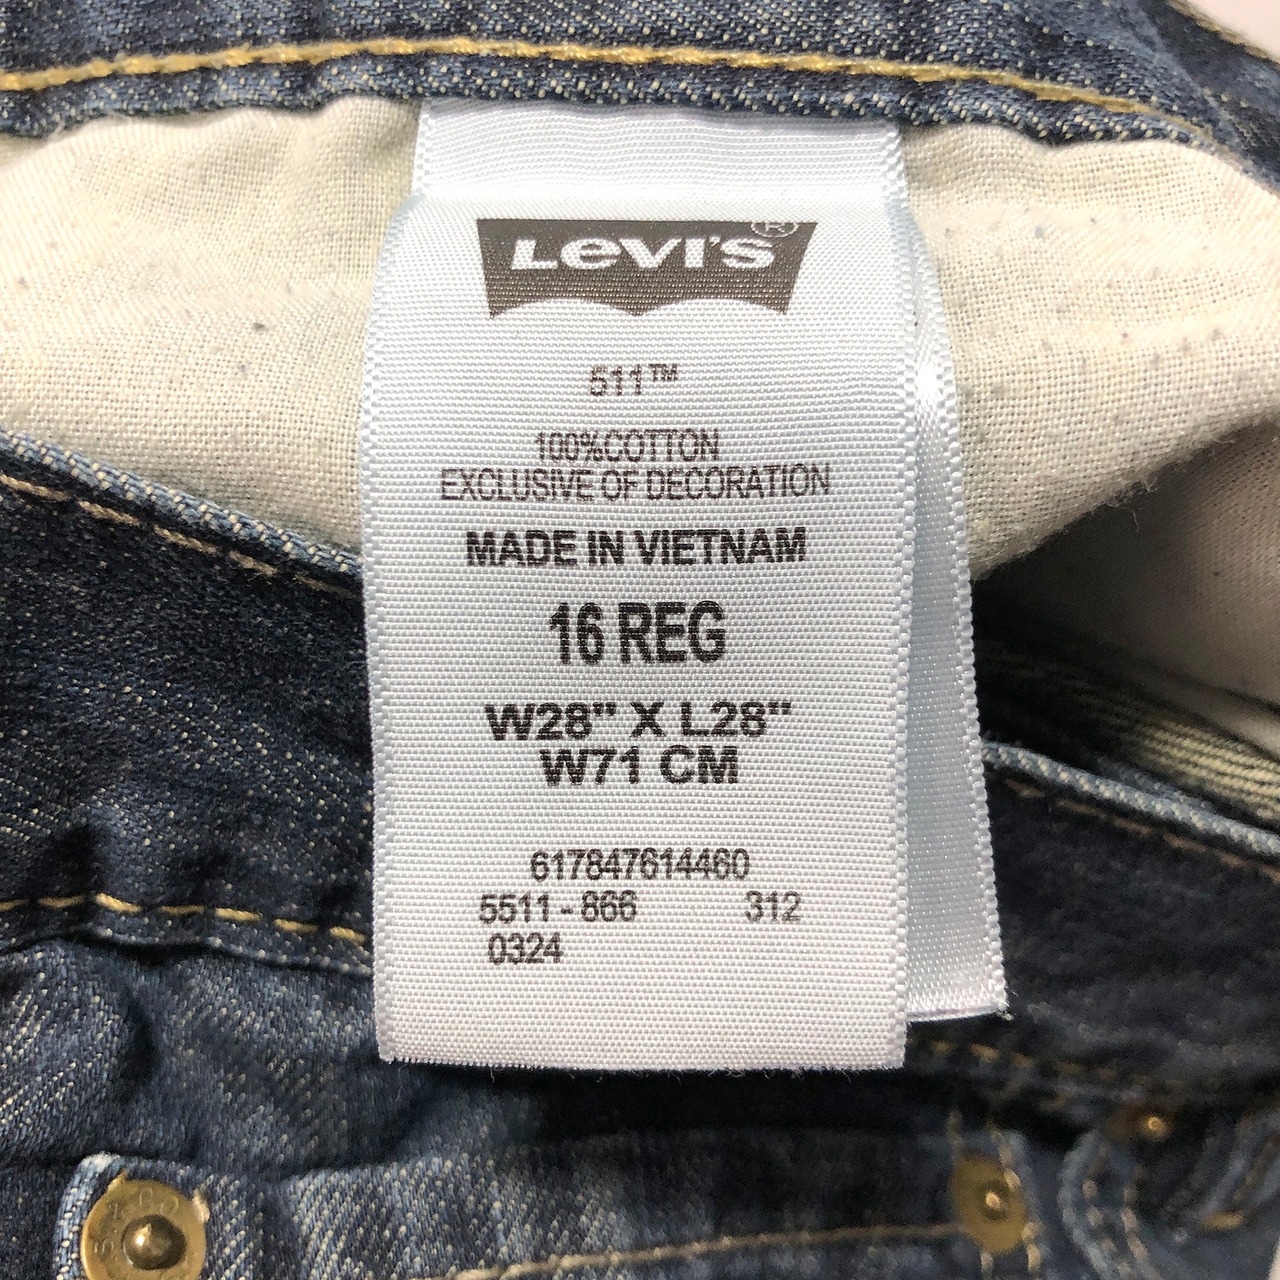 Levi's®
511™
100%COTTON
EXCLUSIVE OF DECORATION
MADE IN VIETNAM
16 REG
W28" X L28"
W71 CM
617847614460
5511-866 312
0324